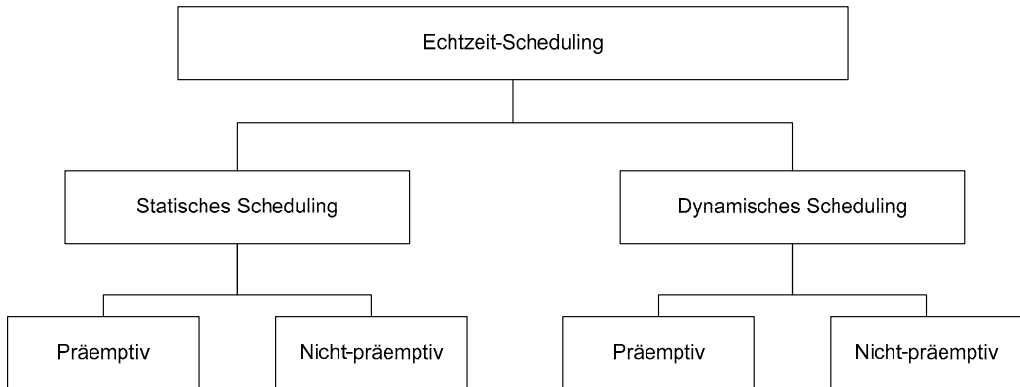 Echtzeit-Scheduling
Statisches Scheduling
Dynamisches Scheduling
Präemptiv
Nicht-präemptiv
Präemptiv
Nicht-präemptiv